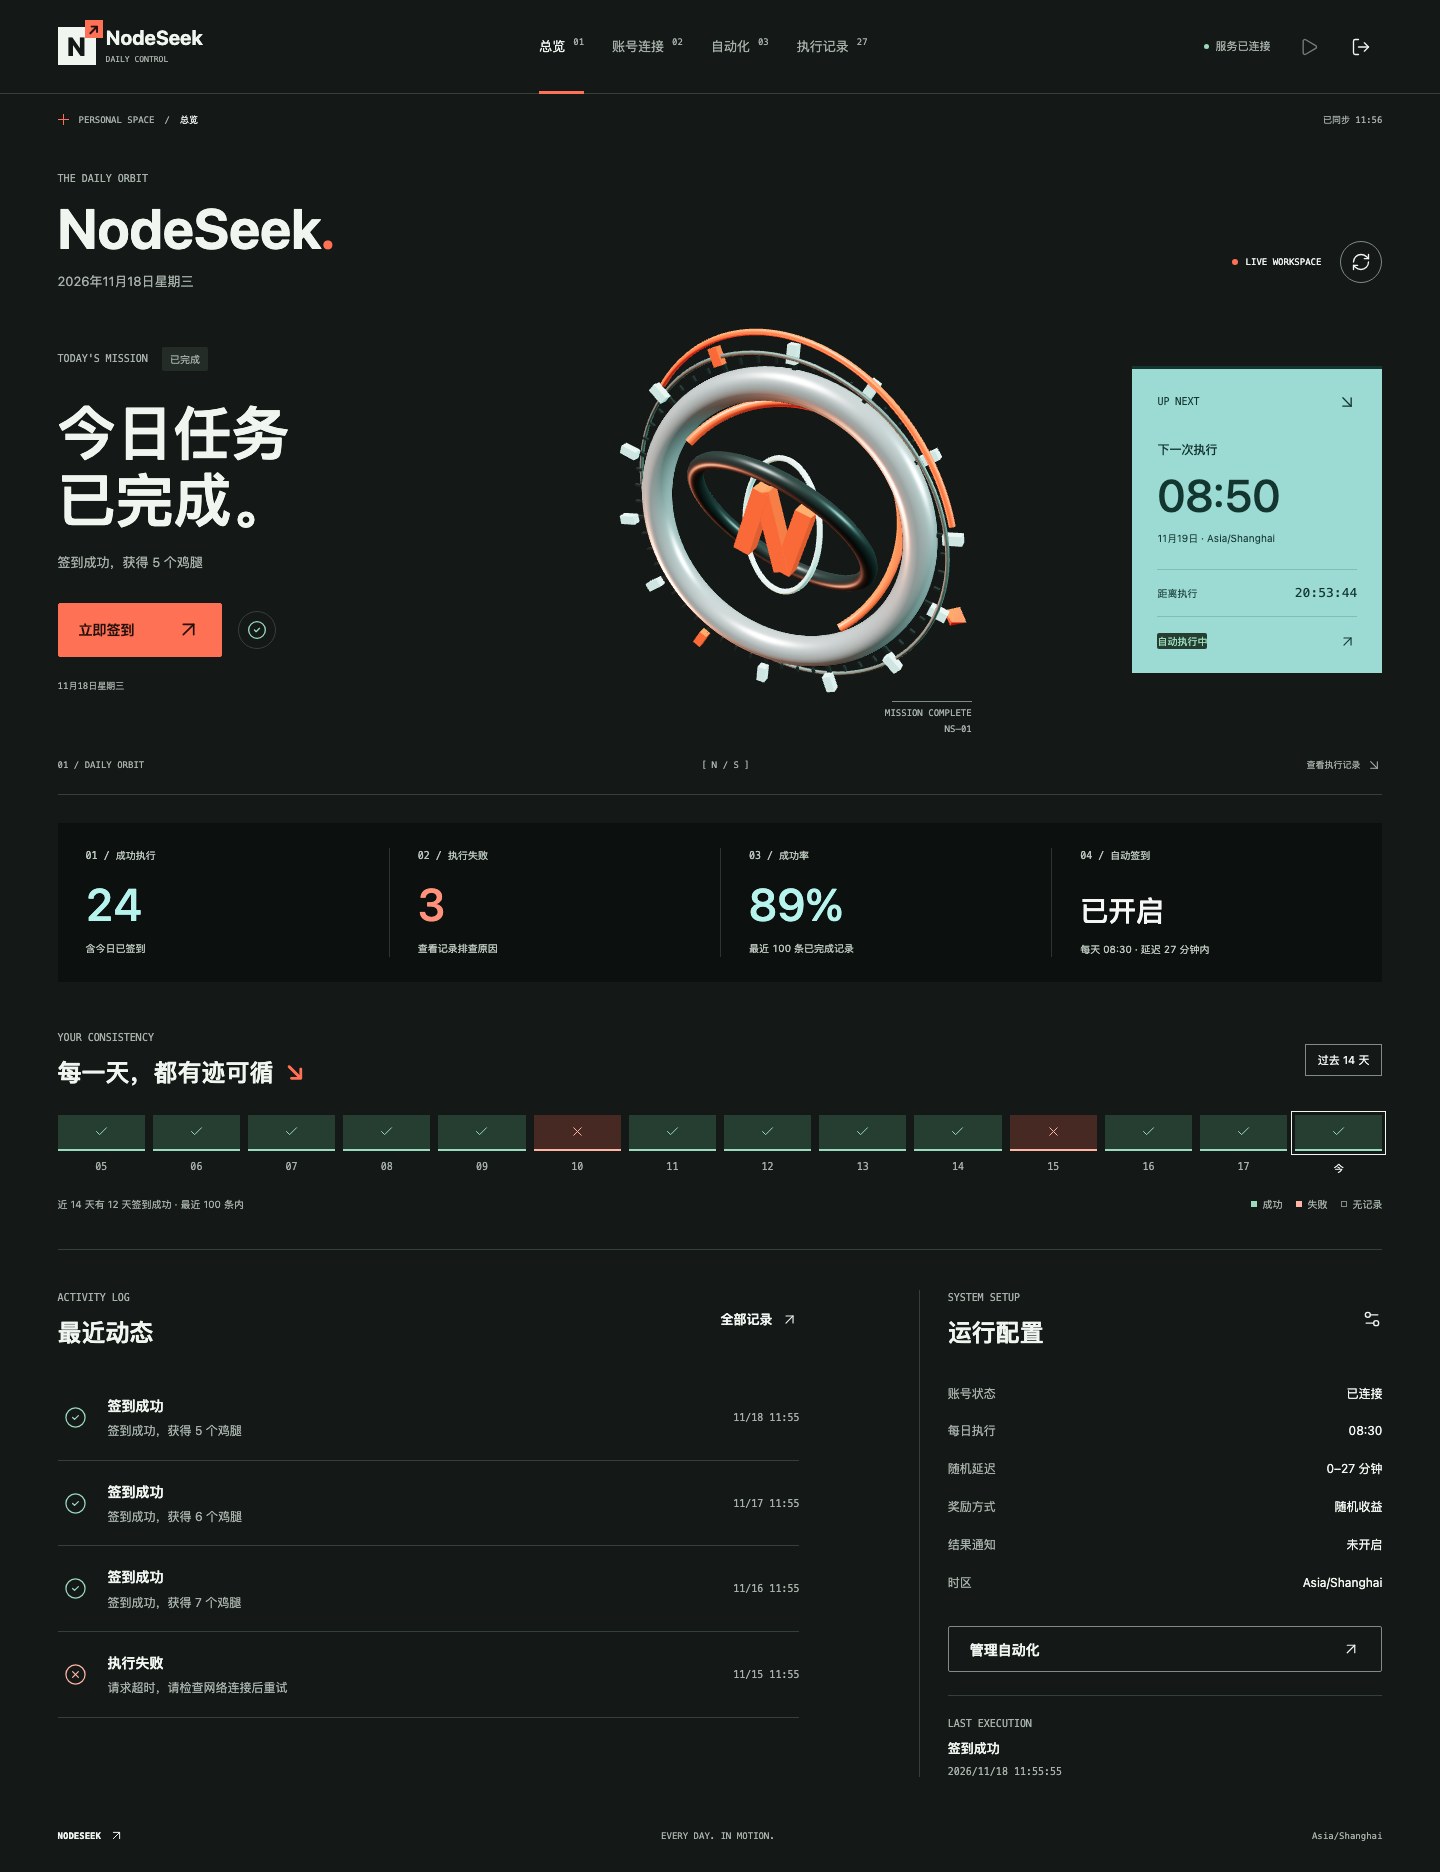 N NodeSeek
DAILY CONTROL
总览 01
账号连接 02
自动化 03
执行记录 27
服务已连接
PERSONAL SPACE / 总览
已同步 11:56
THE DAILY ORBIT
NodeSeek.
2026年11月18日星期三
LIVE WORKSPACE
TODAY'S MISSION 已完成
今日任务
已完成。
签到成功，获得 5 个鸡腿
立即签到
11月18日星期三
N
MISSION COMPLETE
NS—01
UP NEXT
下一次执行
08:50
11月19日 · Asia/Shanghai
距离执行 20:53:44
自动执行中
01 / DAILY ORBIT
[ N / S ]
查看执行记录
01 / 成功执行
24
含今日已签到
02 / 执行失败
3
查看记录排查原因
03 / 成功率
89%
最近 100 条已完成记录
04 / 自动签到
已开启
每天 08:30 · 延迟 27 分钟内
YOUR CONSISTENCY
每一天，都有迹可循
过去 14 天
05 06 07 08 09 10 11 12 13 14 15 16 17 今
近 14 天有 12 天签到成功 · 最近 100 条内
成功 失败 无记录
ACTIVITY LOG
最近动态
全部记录
签到成功
签到成功，获得 5 个鸡腿
11/18 11:55
签到成功
签到成功，获得 6 个鸡腿
11/17 11:55
签到成功
签到成功，获得 7 个鸡腿
11/16 11:55
执行失败
请求超时，请检查网络连接后重试
11/15 11:55
SYSTEM SETUP
运行配置
账号状态 已连接
每日执行 08:30
随机延迟 0–27 分钟
奖励方式 随机收益
结果通知 未开启
时区 Asia/Shanghai
管理自动化
LAST EXECUTION
签到成功
2026/11/18 11:55:55
NODESEEK
EVERY DAY. IN MOTION.
Asia/Shanghai